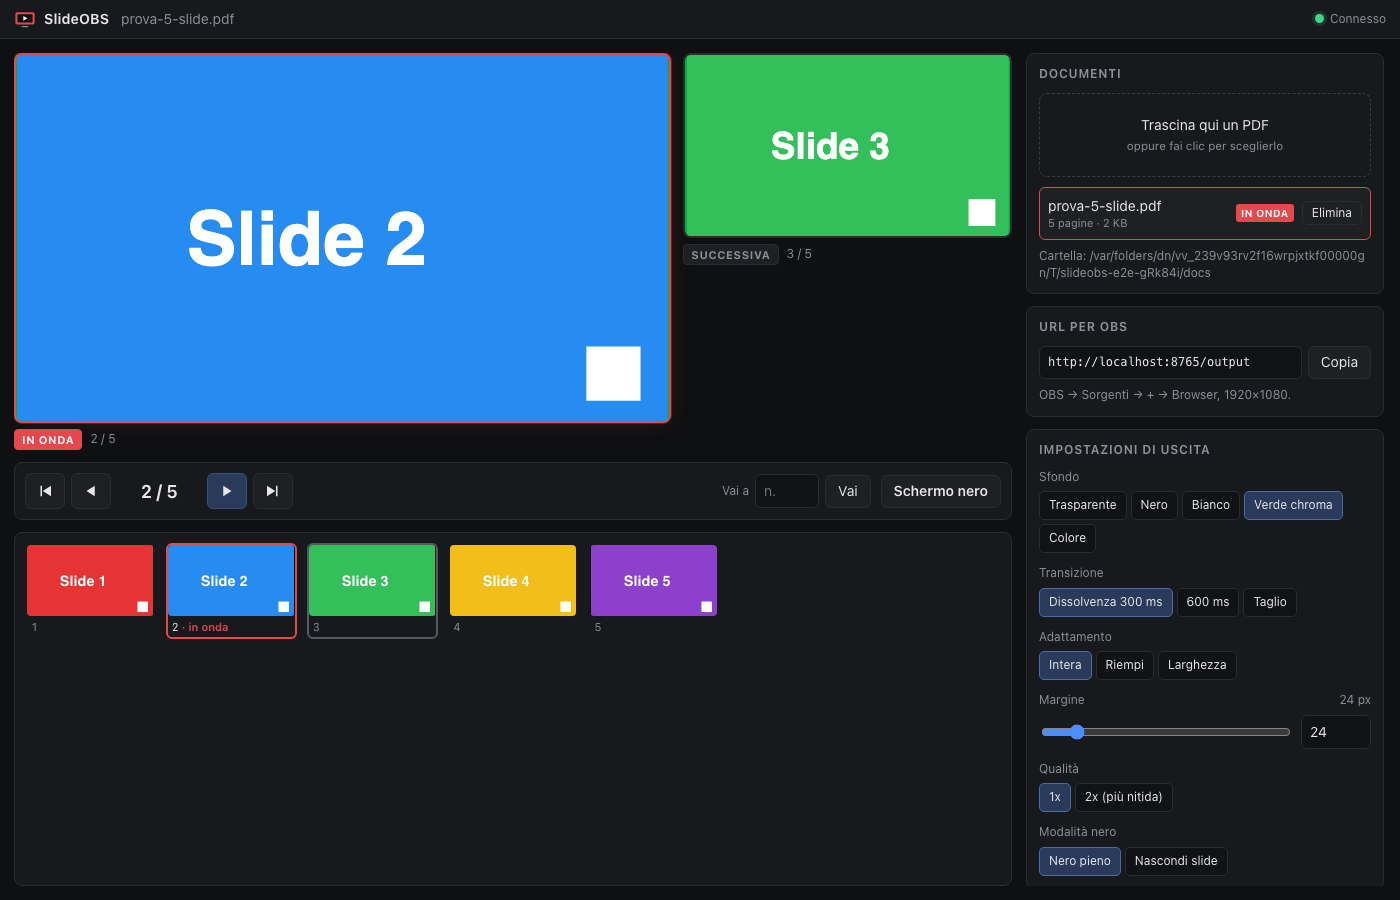 SlideOBS prova-5-slide.pdf
Connesso
Slide 2
IN ONDA 2 / 5
Slide 3
SUCCESSIVA 3 / 5
2 / 5
Vai a n. Vai Schermo nero
Slide 1
1
Slide 2
2 · in onda
Slide 3
3
Slide 4
4
Slide 5
5
DOCUMENTI
Trascina qui un PDF
oppure fai clic per sceglierlo
prova-5-slide.pdf
5 pagine · 2 KB
IN ONDA Elimina
Cartella: /var/folders/dn/vv_239v93rv2f16wrpjxtkf00000g
n/T/slideobs-e2e-gRk84i/docs
URL PER OBS
http://localhost:8765/output Copia
OBS → Sorgenti → + → Browser, 1920×1080.
IMPOSTAZIONI DI USCITA
Sfondo
Trasparente Nero Bianco Verde chroma
Colore
Transizione
Dissolvenza 300 ms 600 ms Taglio
Adattamento
Intera Riempi Larghezza
Margine 24 px
24
Qualità
1x 2x (più nitida)
Modalità nero
Nero pieno Nascondi slide